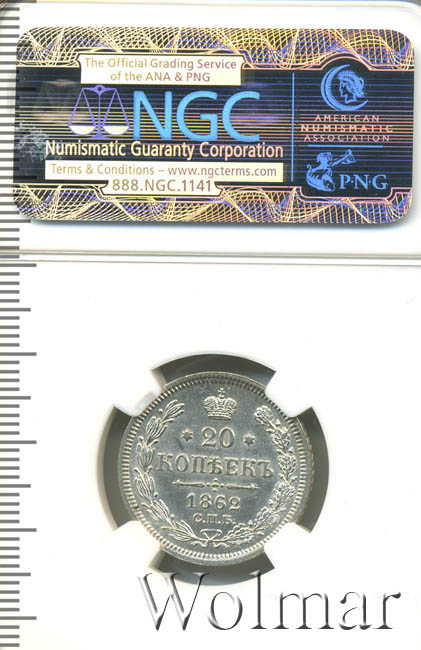 The Official Grading Service
of the ANA & PNG
NGC
Numismatic Guaranty Corporation
Terms & Conditions – www.ngcterms.com
888.NGC.1141
AMERICAN
NUMISMATIC
ASSOCIATION
P·N·G
20
КОПѢЕКЪ
1862
С.П.Б.
Wolmar